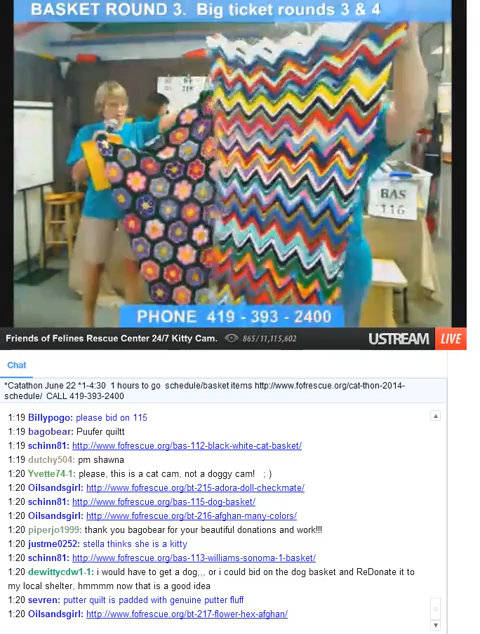 BASKET ROUND 3. Big ticket rounds 3 & 4
BAS
116
PHONE 419 - 393 - 2400
Friends of Felines Rescue Center 24/7 Kitty Cam. 865/11,115,602 USTREAM LIVE
Chat
*Catathon June 22 *1-4:30 1 hours to go schedule/basket items http://www.fofrescue.org/cat-thon-2014-
schedule/ CALL 419-393-2400
1:19 Billypogo: please bid on 115
1:19 bagobear: Puufer quiltt
1:19 schinn81: http://www.fofrescue.org/bas-112-black-white-cat-basket/
1:19 dutchy504: pm shawna
1:20 Yvette74-1: please, this is a cat cam, not a doggy cam! ; )
1:20 Oilsandsgirl: http://www.fofrescue.org/bt-215-adora-doll-checkmate/
1:20 schinn81: http://www.fofrescue.org/bas-115-dog-basket/
1:20 Oilsandsgirl: http://www.fofrescue.org/bt-216-afghan-many-colors/
1:20 piperjo1999: thank you bagobear for your beautiful donations and work!!!
1:20 justme0252: stella thinks she is a kitty
1:20 schinn81: http://www.fofrescue.org/bas-113-williams-sonoma-1-basket/
1:20 dewittycdw1-1: i would have to get a dog,,, or i could bid on the dog basket and ReDonate it to
my local shelter, hmmmm now that is a good idea
1:20 sevren: putter quilt is padded with genuine putter fluff
1:20 Oilsandsgirl: http://www.fofrescue.org/bt-217-flower-hex-afghan/